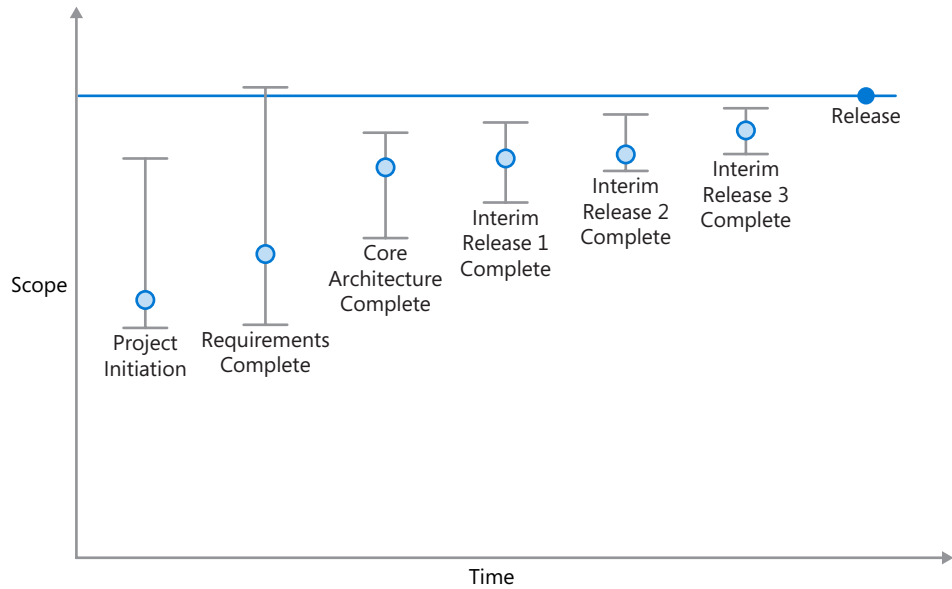 Release
Interim
Release 3
Complete
Interim
Release 2
Complete
Interim
Release 1
Complete
Core
Architecture
Complete
Scope
Requirements
Complete
Project
Initiation
Time